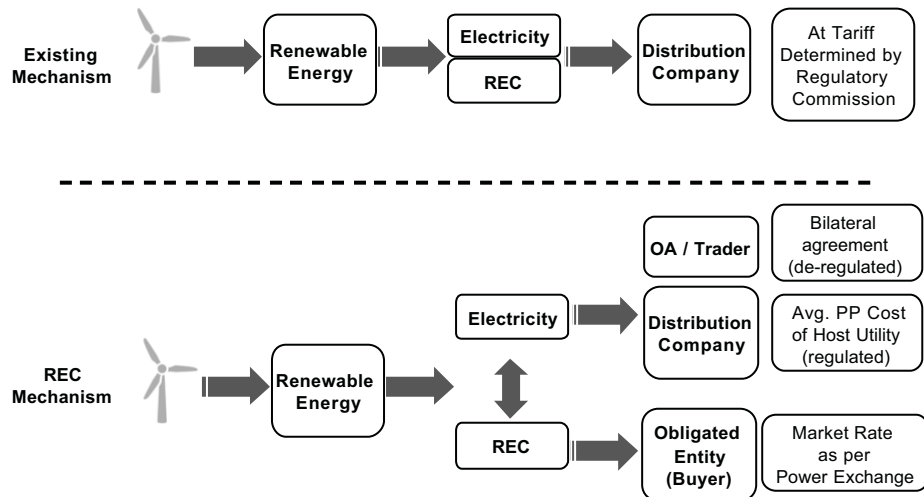 Existing
Mechanism
Renewable
Energy
Electricity
REC
Distribution
Company
At Tariff
Determined by
Regulatory
Commission
OA / Trader
Bilateral
agreement
(de-regulated)
Electricity
Distribution
Company
Avg. PP Cost
of Host Utility
(regulated)
REC
Mechanism
Renewable
Energy
REC
Obligated
Entity
(Buyer)
Market Rate
as per
Power Exchange